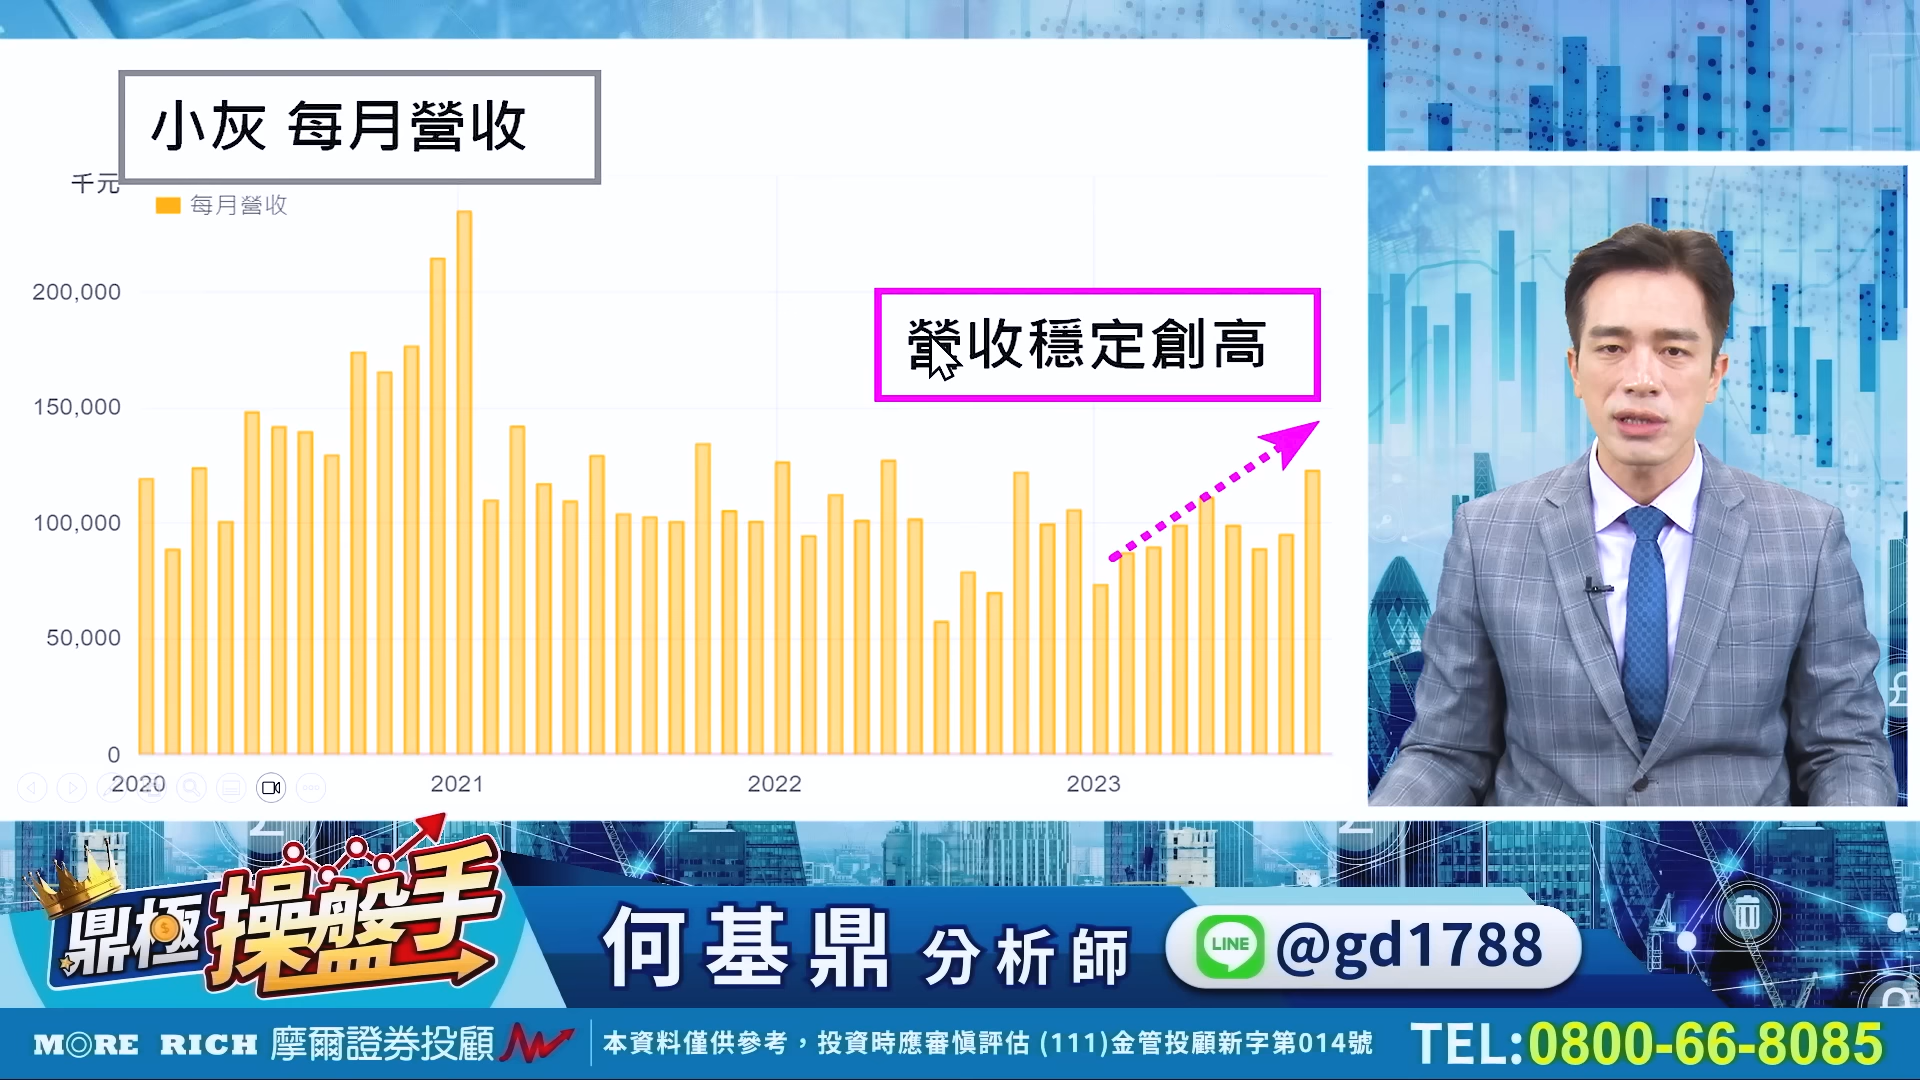 小灰 每月營收
千元
每月營收
200,000
150,000
100,000
50,000
0
2020
2021
2022
2023
營收穩定創高
鼎極操盤手
何基鼎 分析師
LINE @gd1788
MORE RICH 摩爾證券投顧
本資料僅供參考，投資時應審慎評估 (111)金管投顧新字第014號
TEL:0800-66-8085